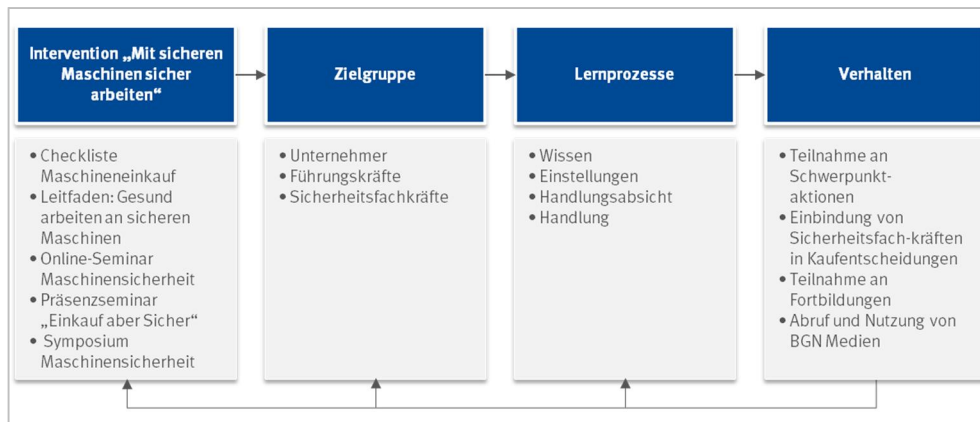 Intervention „Mit sicheren
Maschinen sicher
arbeiten“
• Checkliste
Maschineneinkauf
• Leitfaden: Gesund
arbeiten an sicheren
Maschinen
• Online-Seminar
Maschinensicherheit
• Präsenzseminar
„Einkauf aber Sicher“
• Symposium
Maschinensicherheit
Zielgruppe
• Unternehmer
• Führungskräfte
• Sicherheitsfachkräfte
Lernprozesse
• Wissen
• Einstellungen
• Handlungsabsicht
• Handlung
Verhalten
• Teilnahme an
Schwerpunkt-
aktionen
• Einbindung von
Sicherheitsfach-kräften
in Kaufentscheidungen
• Teilnahme an
Fortbildungen
• Abruf und Nutzung von
BGN Medien